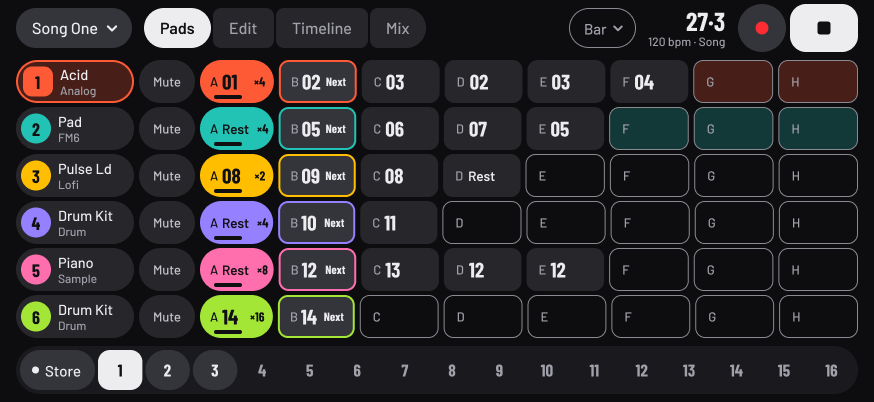 Song One Pads Edit Timeline Mix Bar 27·3
120 bpm · Song
1 Acid Mute A 01 ×4 B 02 Next C 03 D 02 E 03 F 04 G H
Analog
2 Pad Mute A Rest ×4 B 05 Next C 06 D 07 E 05 F G H
FM6
3 Pulse Ld Mute A 08 ×2 B 09 Next C 08 D Rest E F G H
Lofi
4 Drum Kit Mute A Rest ×4 B 10 Next C 11 D E F G H
Drum
5 Piano Mute A Rest ×8 B 12 Next C 13 D 12 E 12 F G H
Sample
6 Drum Kit Mute A 14 ×16 B 14 Next C D E F G H
Drum
Store 1 2 3 4 5 6 7 8 9 10 11 12 13 14 15 16